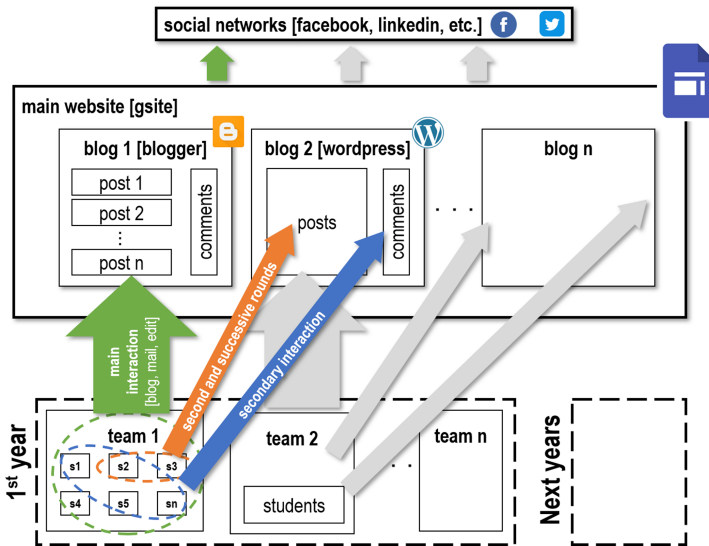 social networks [facebook, linkedin, etc.]
main website [gsite]
blog 1 [blogger]
post 1
post 2
⋮
post n
comments
blog 2 [wordpress]
posts
comments
. . .
blog n
main
interaction
[blog, mail, edit]
second and successive rounds
secondary interaction
1st year
team 1
s1
s2
s3
s4
s5
sn
team 2
students
. .
team n
Next years